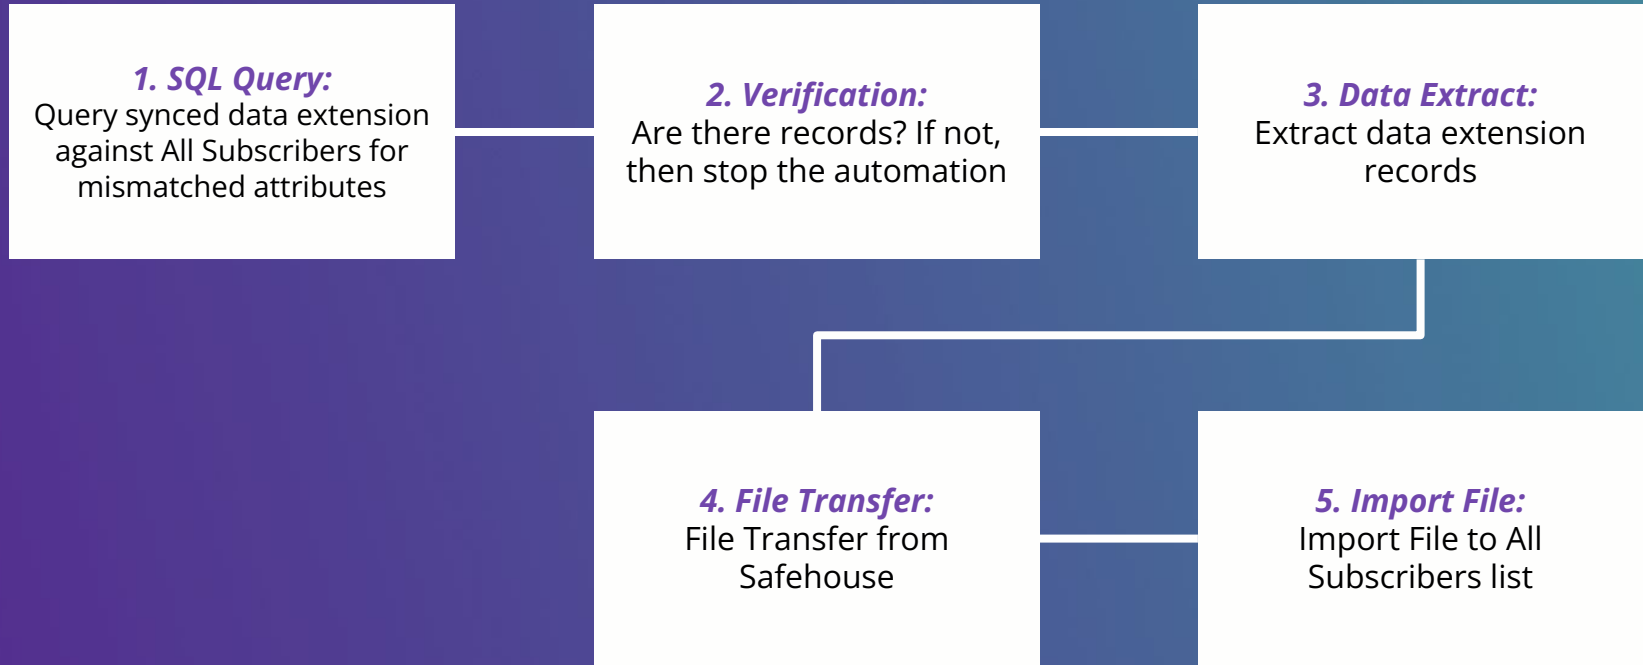 1. SQL Query:
Query synced data extension
against All Subscribers for
mismatched attributes
2. Verification:
Are there records? If not,
then stop the automation
3. Data Extract:
Extract data extension
records
4. File Transfer:
File Transfer from
Safehouse
5. Import File:
Import File to All
Subscribers list